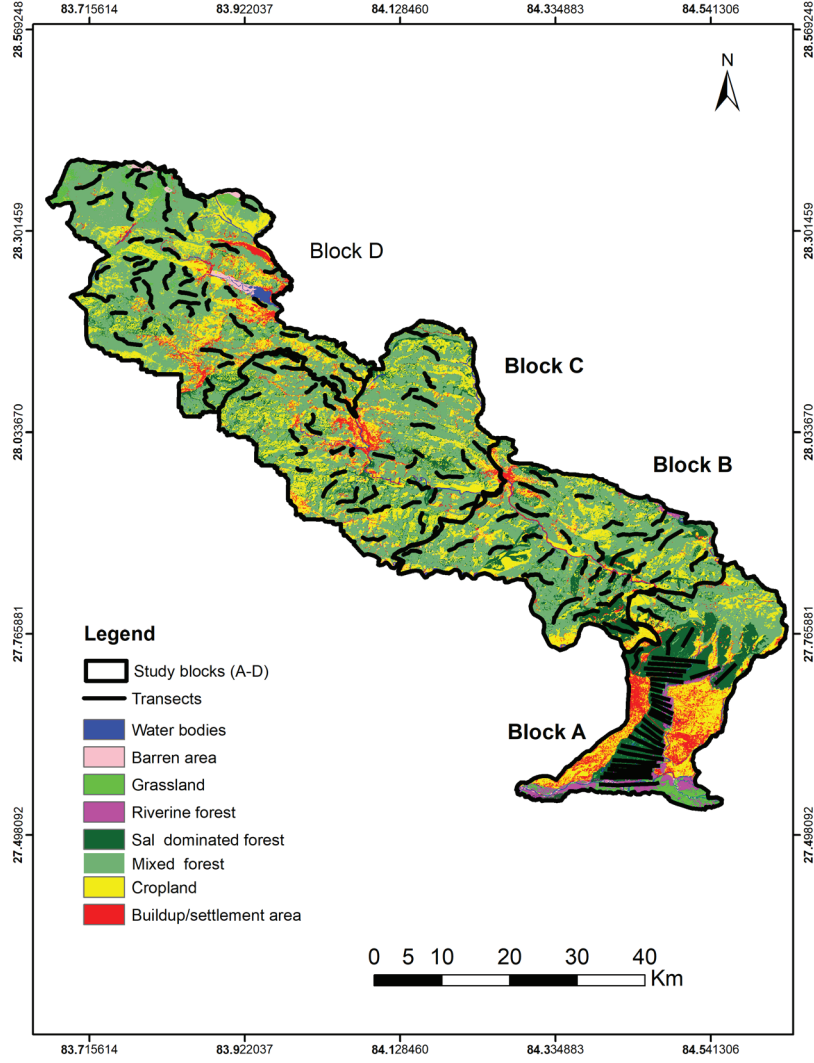 83.715614 83.922037 84.128460 84.334883 84.541306
28.569248 28.569248
N
28.301459 28.301459
Block D
Block C
28.033670 28.033670
Block B
27.765881 27.765881
Legend
Study blocks (A-D)
Transects
Block A
Water bodies
Barren area
Grassland
Riverine forest
Sal dominated forest
27.498092 27.498092
Mixed forest
Cropland
Buildup/settlement area
0 5 10 20 30 40
Km
83.715614 83.922037 84.128460 84.334883 84.541306